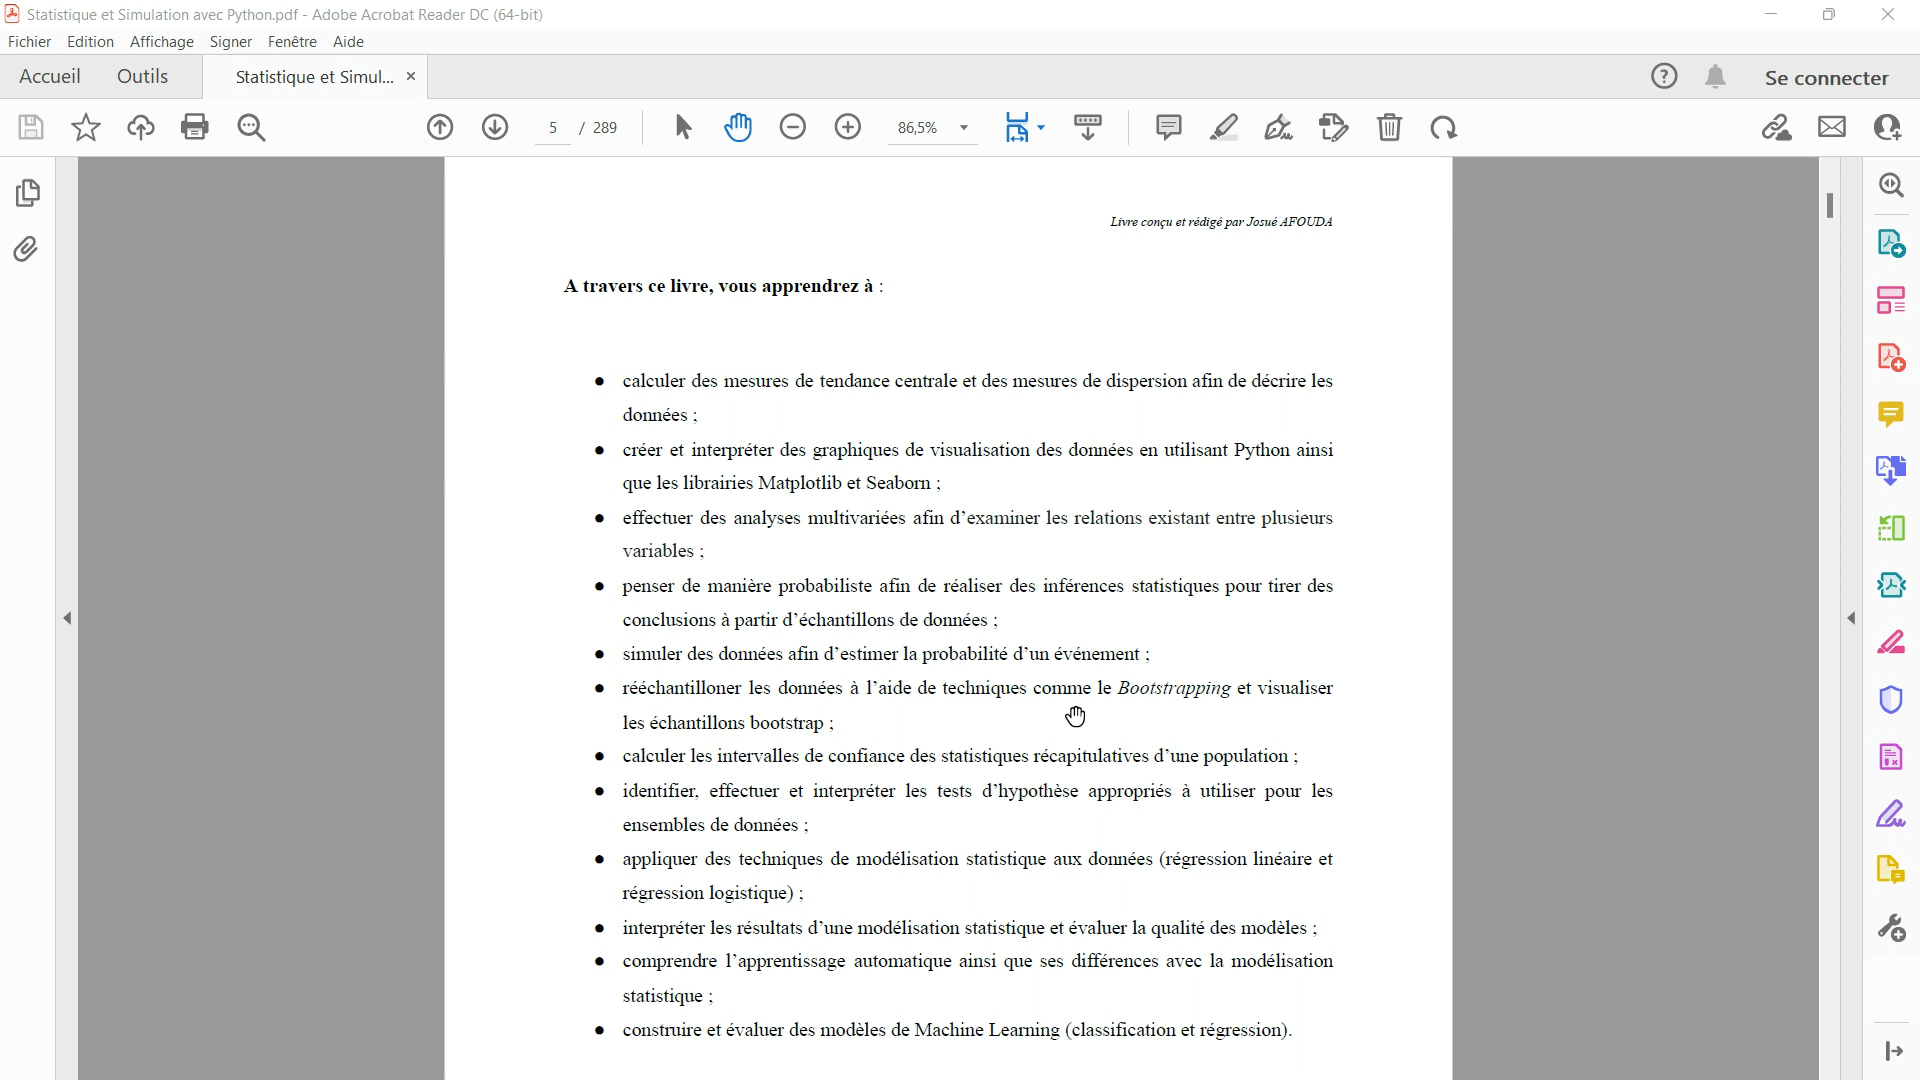 Statistique et Simulation avec Python.pdf - Adobe Acrobat Reader DC (64-bit)
Fichier Edition Affichage Signer Fenêtre Aide
Accueil Outils Statistique et Simul... × Se connecter
5 / 289 86,5%
Livre conçu et rédigé par Josué AFOUDA
A travers ce livre, vous apprendrez à :
● calculer des mesures de tendance centrale et des mesures de dispersion afin de décrire les
données ;
● créer et interpréter des graphiques de visualisation des données en utilisant Python ainsi
que les librairies Matplotlib et Seaborn ;
● effectuer des analyses multivariées afin d’examiner les relations existant entre plusieurs
variables ;
● penser de manière probabiliste afin de réaliser des inférences statistiques pour tirer des
conclusions à partir d’échantillons de données ;
● simuler des données afin d’estimer la probabilité d’un événement ;
● rééchantilloner les données à l’aide de techniques comme le Bootstrapping et visualiser
les échantillons bootstrap ;
● calculer les intervalles de confiance des statistiques récapitulatives d’une population ;
● identifier, effectuer et interpréter les tests d’hypothèse appropriés à utiliser pour les
ensembles de données ;
● appliquer des techniques de modélisation statistique aux données (régression linéaire et
régression logistique) ;
● interpréter les résultats d’une modélisation statistique et évaluer la qualité des modèles ;
● comprendre l’apprentissage automatique ainsi que ses différences avec la modélisation
statistique ;
● construire et évaluer des modèles de Machine Learning (classification et régression).